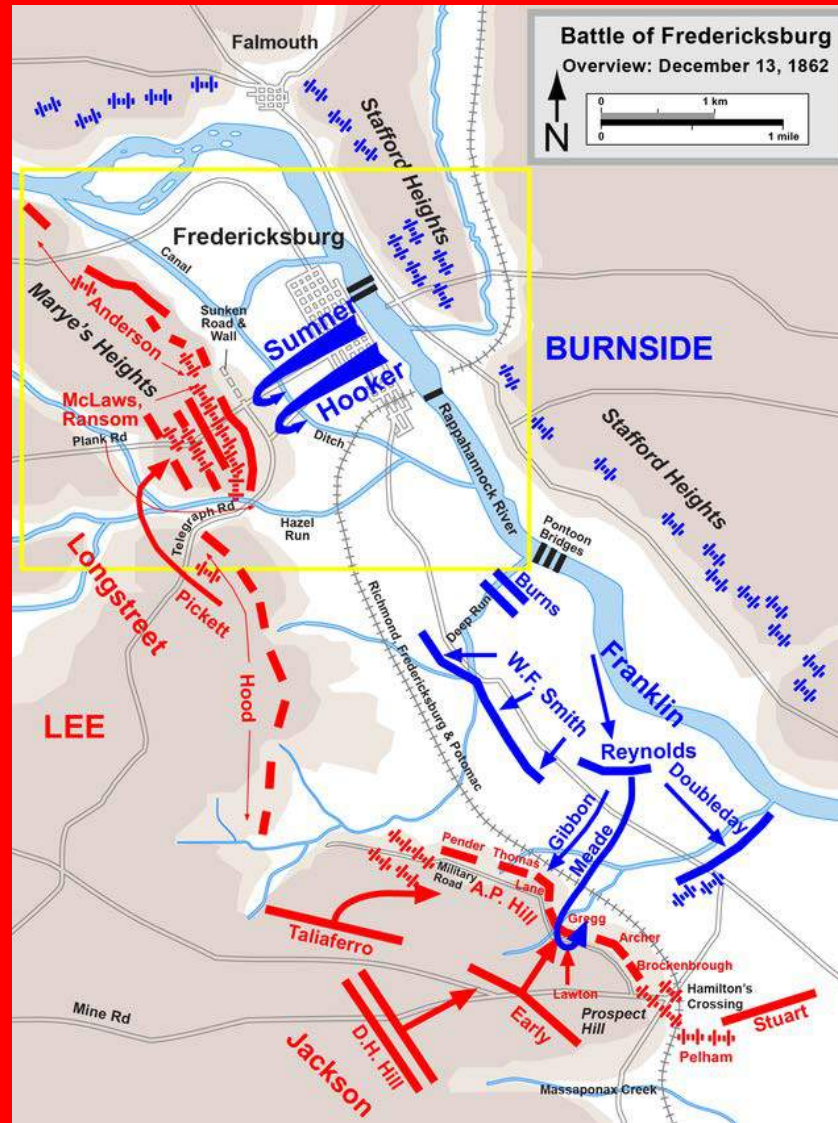 Battle of Fredericksburg
Overview: December 13, 1862
N
0 1 km
0 1 mile
Falmouth
Stafford Heights
Fredericksburg
Canal
Sunken
Road &
Wall
Marye's Heights
Anderson
McLaws,
Ransom
Plank Rd
Sumner
Hooker
BURNSIDE
Ditch
Rappahannock River
Stafford Heights
Telegraph Rd
Hazel
Run
Pontoon
Bridges
Longstreet
Pickett
Deep Run
Burns
Richmond, Fredericksburg & Potomac
W.F. Smith
Franklin
LEE
Hood
Reynolds
Doubleday
Gibbon
Meade
Pender
Thomas
Military
Road
Lane
A.P. Hill
Gregg
Archer
Taliaferro
Brockenbrough
Lawton
Hamilton's
Crossing
Mine Rd
D.H. Hill
Early
Prospect
Hill
Stuart
Pelham
Jackson
Massaponax Creek